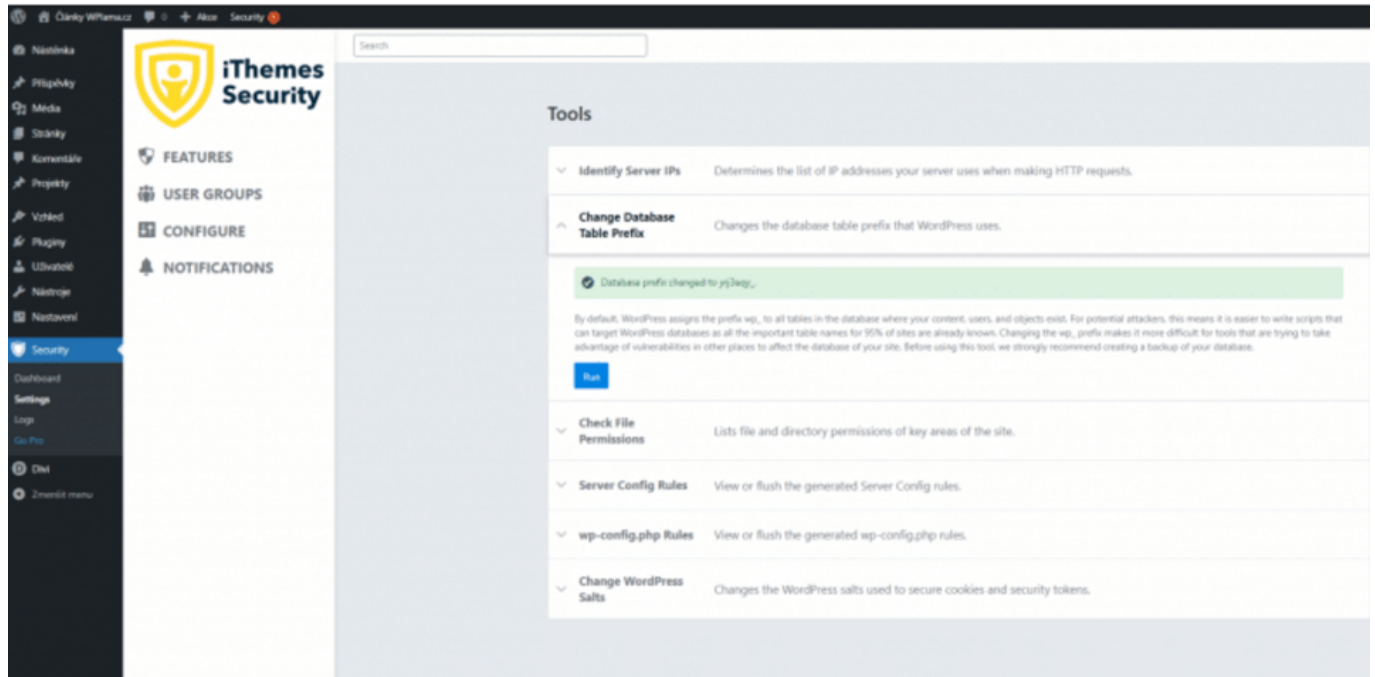 Články WPlama.cz 0 + Akce Security
Nástěnka
Příspěvky
Média
Stránky
Komentáře
Projekty
Vzhled
Pluginy
Uživatelé
Nástroje
Nastavení
Security
Dashboard
Settings
Logs
Go Pro
Divi
Zmenšit menu
iThemes
Security
FEATURES
USER GROUPS
CONFIGURE
NOTIFICATIONS
Search
Tools
Identify Server IPs Determines the list of IP addresses your server uses when making HTTP requests.
Change Database
Table Prefix
Changes the database table prefix that WordPress uses.
Database prefix changed to
By default, WordPress assigns the prefix wp_ to all tables in the database where your content, users, and objects exist. For potential attackers, this means it is easier to write scripts that
can target WordPress databases as all the important table names for 95% of sites are already known. Changing the wp_ prefix makes it more difficult for tools that are trying to take
advantage of vulnerabilities in other places to affect the database of your site. Before using this tool, we strongly recommend creating a backup of your database.
Run
Check File
Permissions
Lists file and directory permissions of key areas of the site.
Server Config Rules View or flush the generated Server Config rules.
wp-config.php Rules View or flush the generated wp-config.php rules.
Change WordPress
Salts
Changes the WordPress salts used to secure cookies and security tokens.